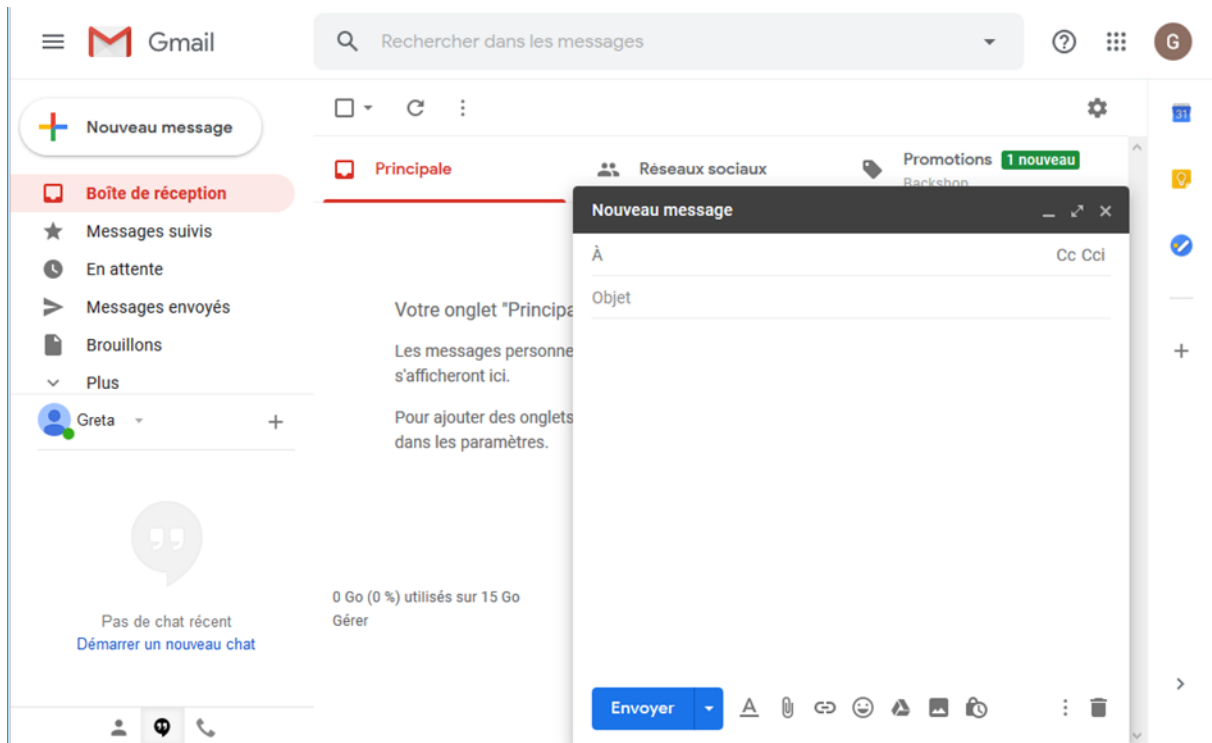 Gmail
Rechercher dans les messages
G
Nouveau message
31
Principale
Réseaux sociaux
Promotions 1 nouveau
Backshop
Boîte de réception
Messages suivis
En attente
Messages envoyés
Brouillons
Plus
Greta
Pas de chat récent
Démarrer un nouveau chat
Votre onglet "Principa
Les messages personne
s'afficheront ici.
Pour ajouter des onglets
dans les paramètres.
0 Go (0 %) utilisés sur 15 Go
Gérer
Nouveau message
À
Cc Cci
Objet
Envoyer